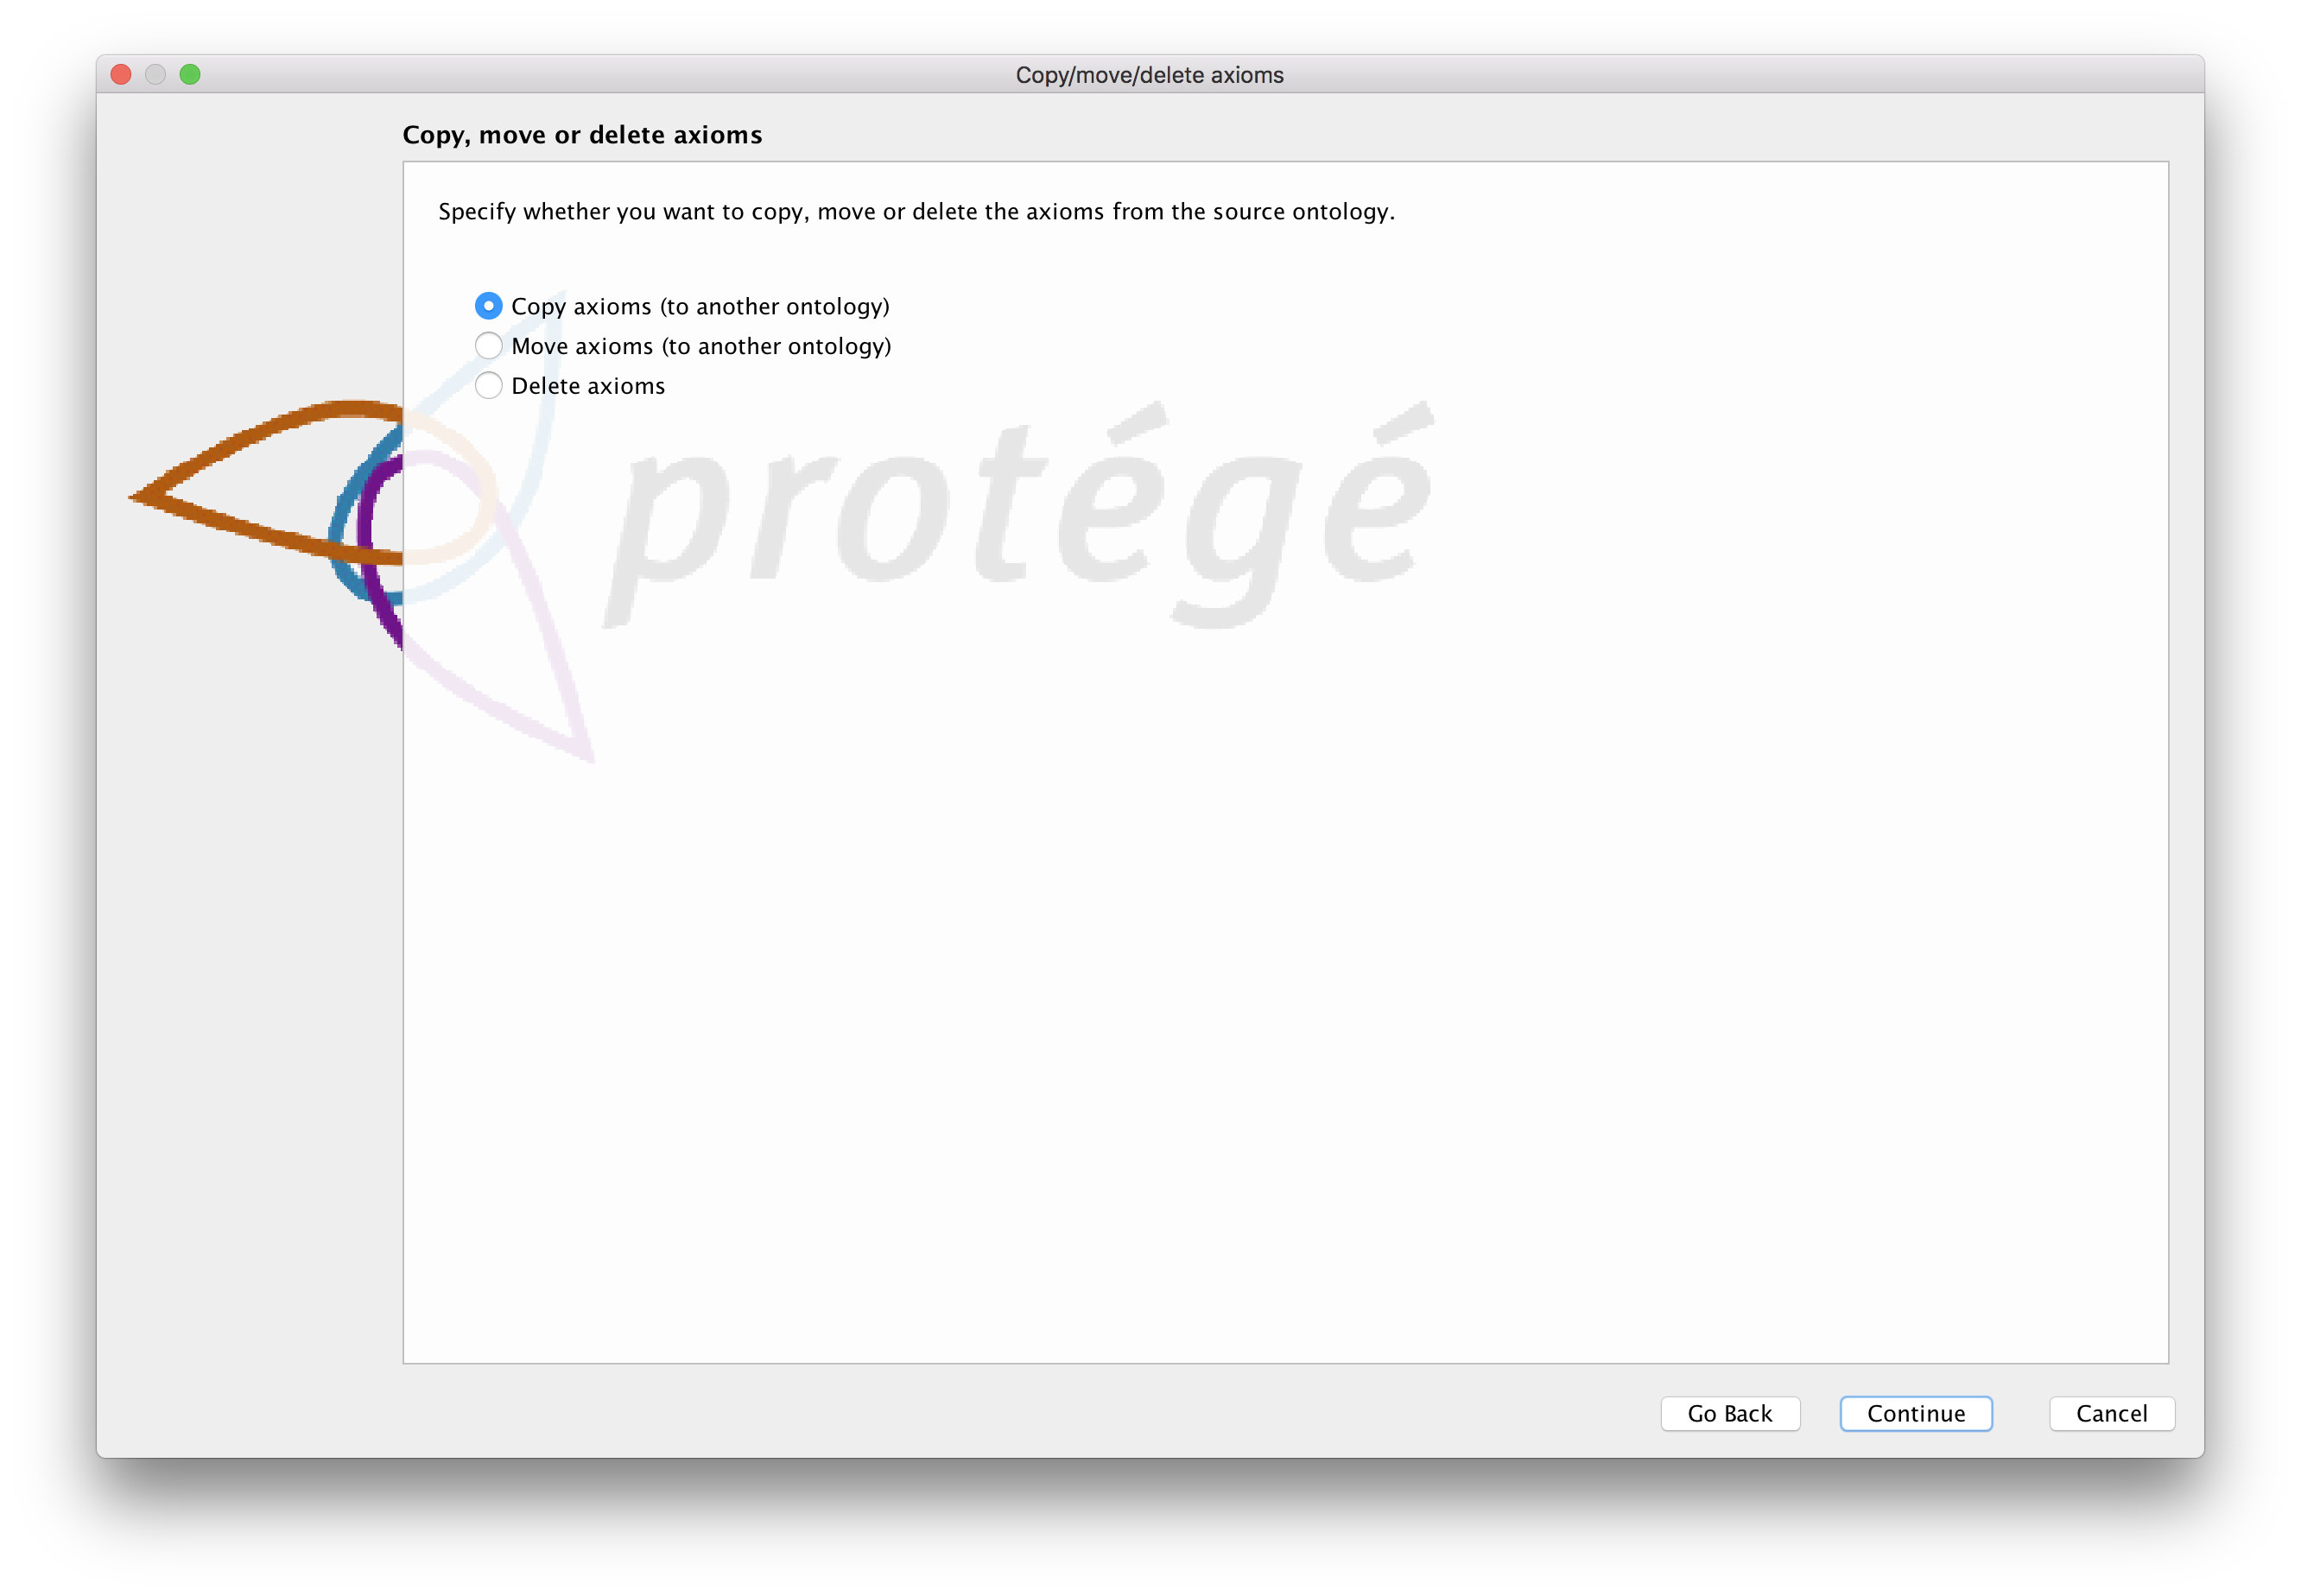 Copy/move/delete axioms
Copy, move or delete axioms
Specify whether you want to copy, move or delete the axioms from the source ontology.
Copy axioms (to another ontology)
Move axioms (to another ontology)
Delete axioms
protégé
Go Back
Continue
Cancel